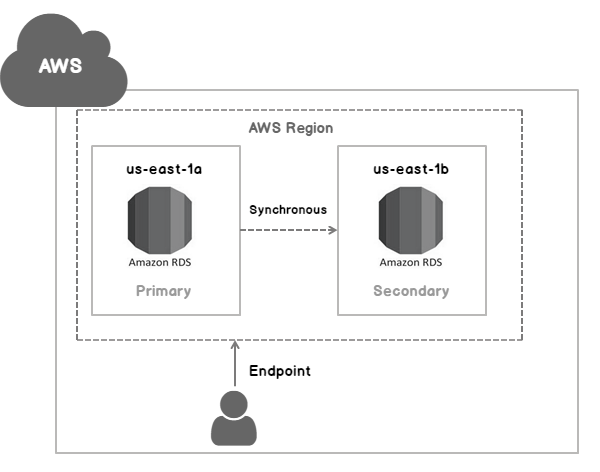 AWS
AWS Region
us-east-1a
us-east-1b
Synchronous
Amazon RDS
Amazon RDS
Primary
Secondary
Endpoint